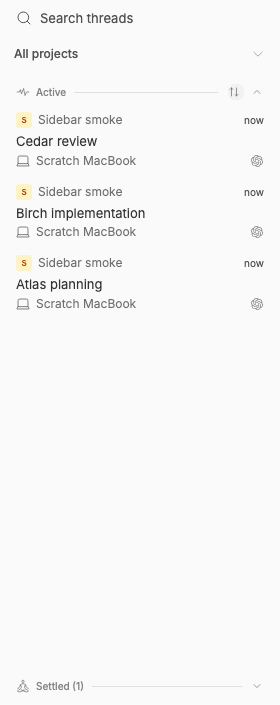 Search threads
All projects
Active
S Sidebar smoke now
Cedar review
Scratch MacBook
S Sidebar smoke now
Birch implementation
Scratch MacBook
S Sidebar smoke now
Atlas planning
Scratch MacBook
Settled (1)